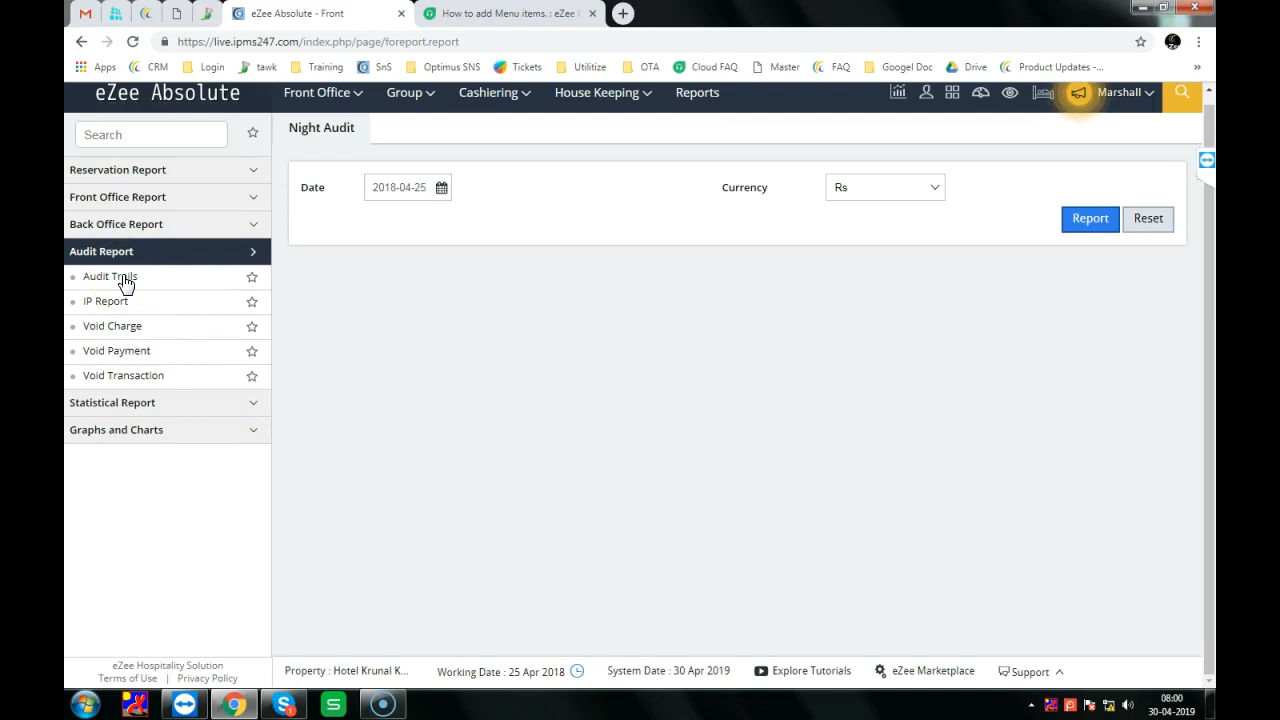 eZee Absolute - Front
How to add Menu items. : eZee
https://live.ipms247.com/index.php/page/foreport.report
Apps CRM Login tawk Training SnS Optimus SNS Tickets Utilitize OTA Cloud FAQ Master FAQ Googel Doc Drive Product Updates -... »
eZee Absolute Front Office Group Cashiering House Keeping Reports Marshall
Search
Night Audit
Reservation Report
Front Office Report
Back Office Report
Audit Report
Audit Trails
IP Report
Void Charge
Void Payment
Void Transaction
Statistical Report
Graphs and Charts
Date 2018-04-25 Currency Rs
Report Reset
eZee Hospitality Solution
Terms of Use | Privacy Policy
Property : Hotel Krunal K... Working Date : 25 Apr 2018 System Date : 30 Apr 2019 Explore Tutorials eZee Marketplace Support
08:00
30-04-2019